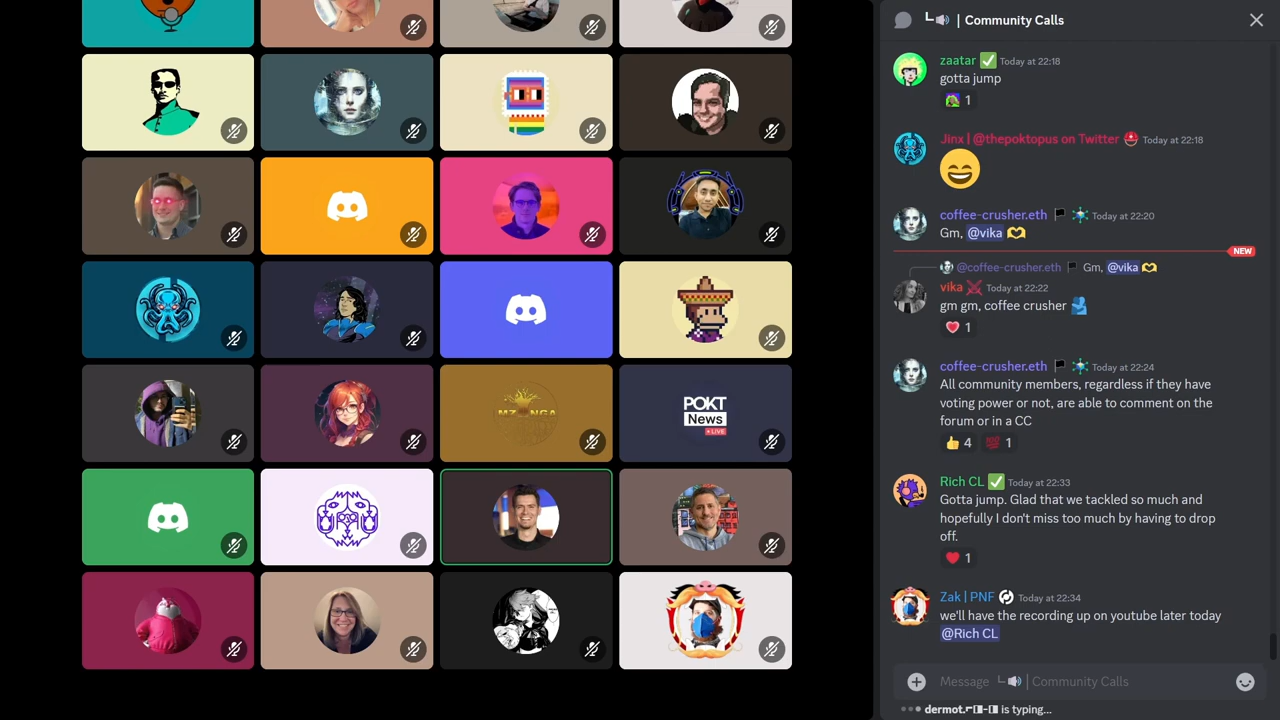 Community Calls
zaatar Today at 22:18
gotta jump
1
Jinx | @thepoktopus on Twitter Today at 22:18
coffee-crusher.eth Today at 22:20
Gm, @vika
NEW
@coffee-crusher.eth Gm, @vika
vika Today at 22:22
gm gm, coffee crusher
1
coffee-crusher.eth Today at 22:24
All community members, regardless if they have
voting power or not, are able to comment on the
forum or in a CC
4 1
Rich CL Today at 22:33
Gotta jump. Glad that we tackled so much and
hopefully I don't miss too much by having to drop
off.
1
Zak | PNF Today at 22:34
we'll have the recording up on youtube later today
@Rich CL
Message Community Calls
dermot. is typing...
MZONGA
POKT
News
LIVE